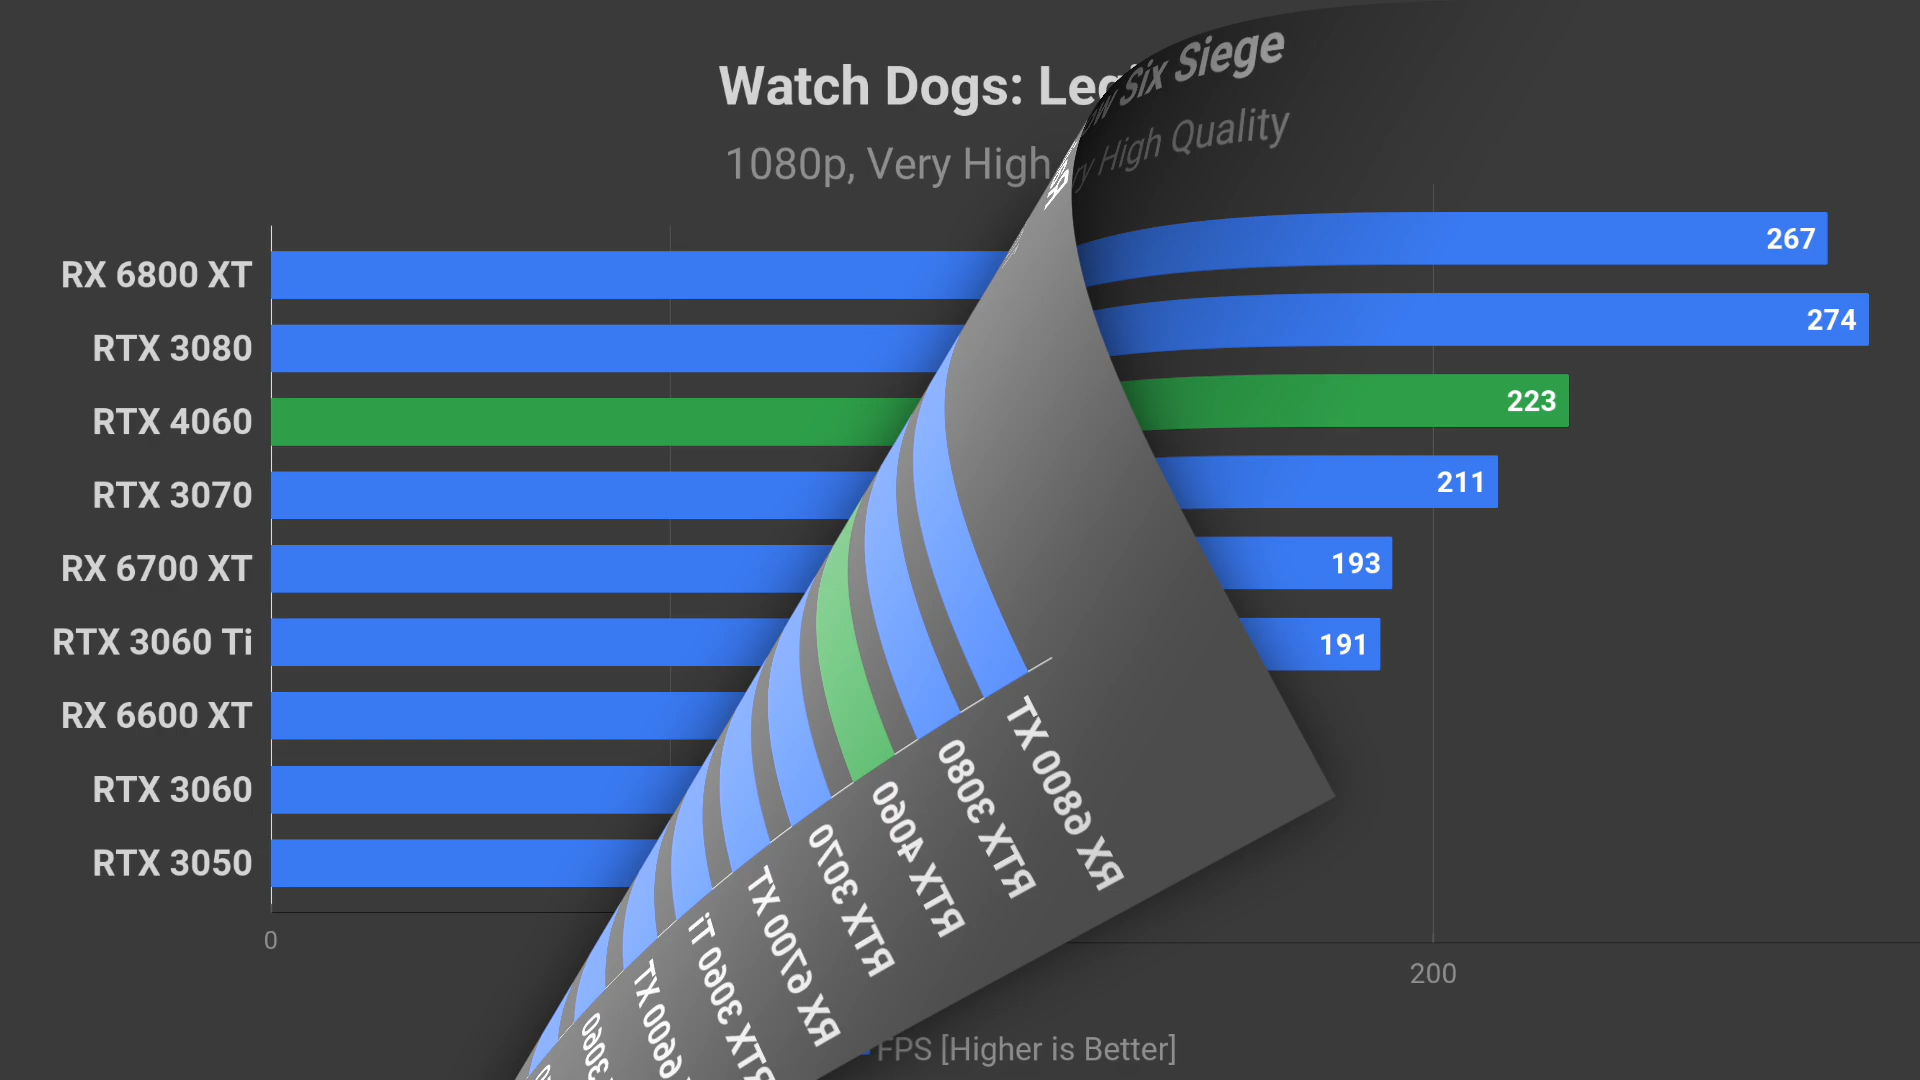 Watch Dogs: Leg
Six Siege
1080p, Very High
High Quality
RX 6800 XT
267
RTX 3080
274
RTX 4060
223
RTX 3070
211
RX 6700 XT
193
RTX 3060 Ti
191
RX 6600 XT
RTX 3060
RTX 3050
RX 6800 XT
RTX 3080
RTX 4060
RTX 3070
RX 6700 XT
RTX 3060 Ti
6600 XT
3060
0
200
FPS [Higher is Better]